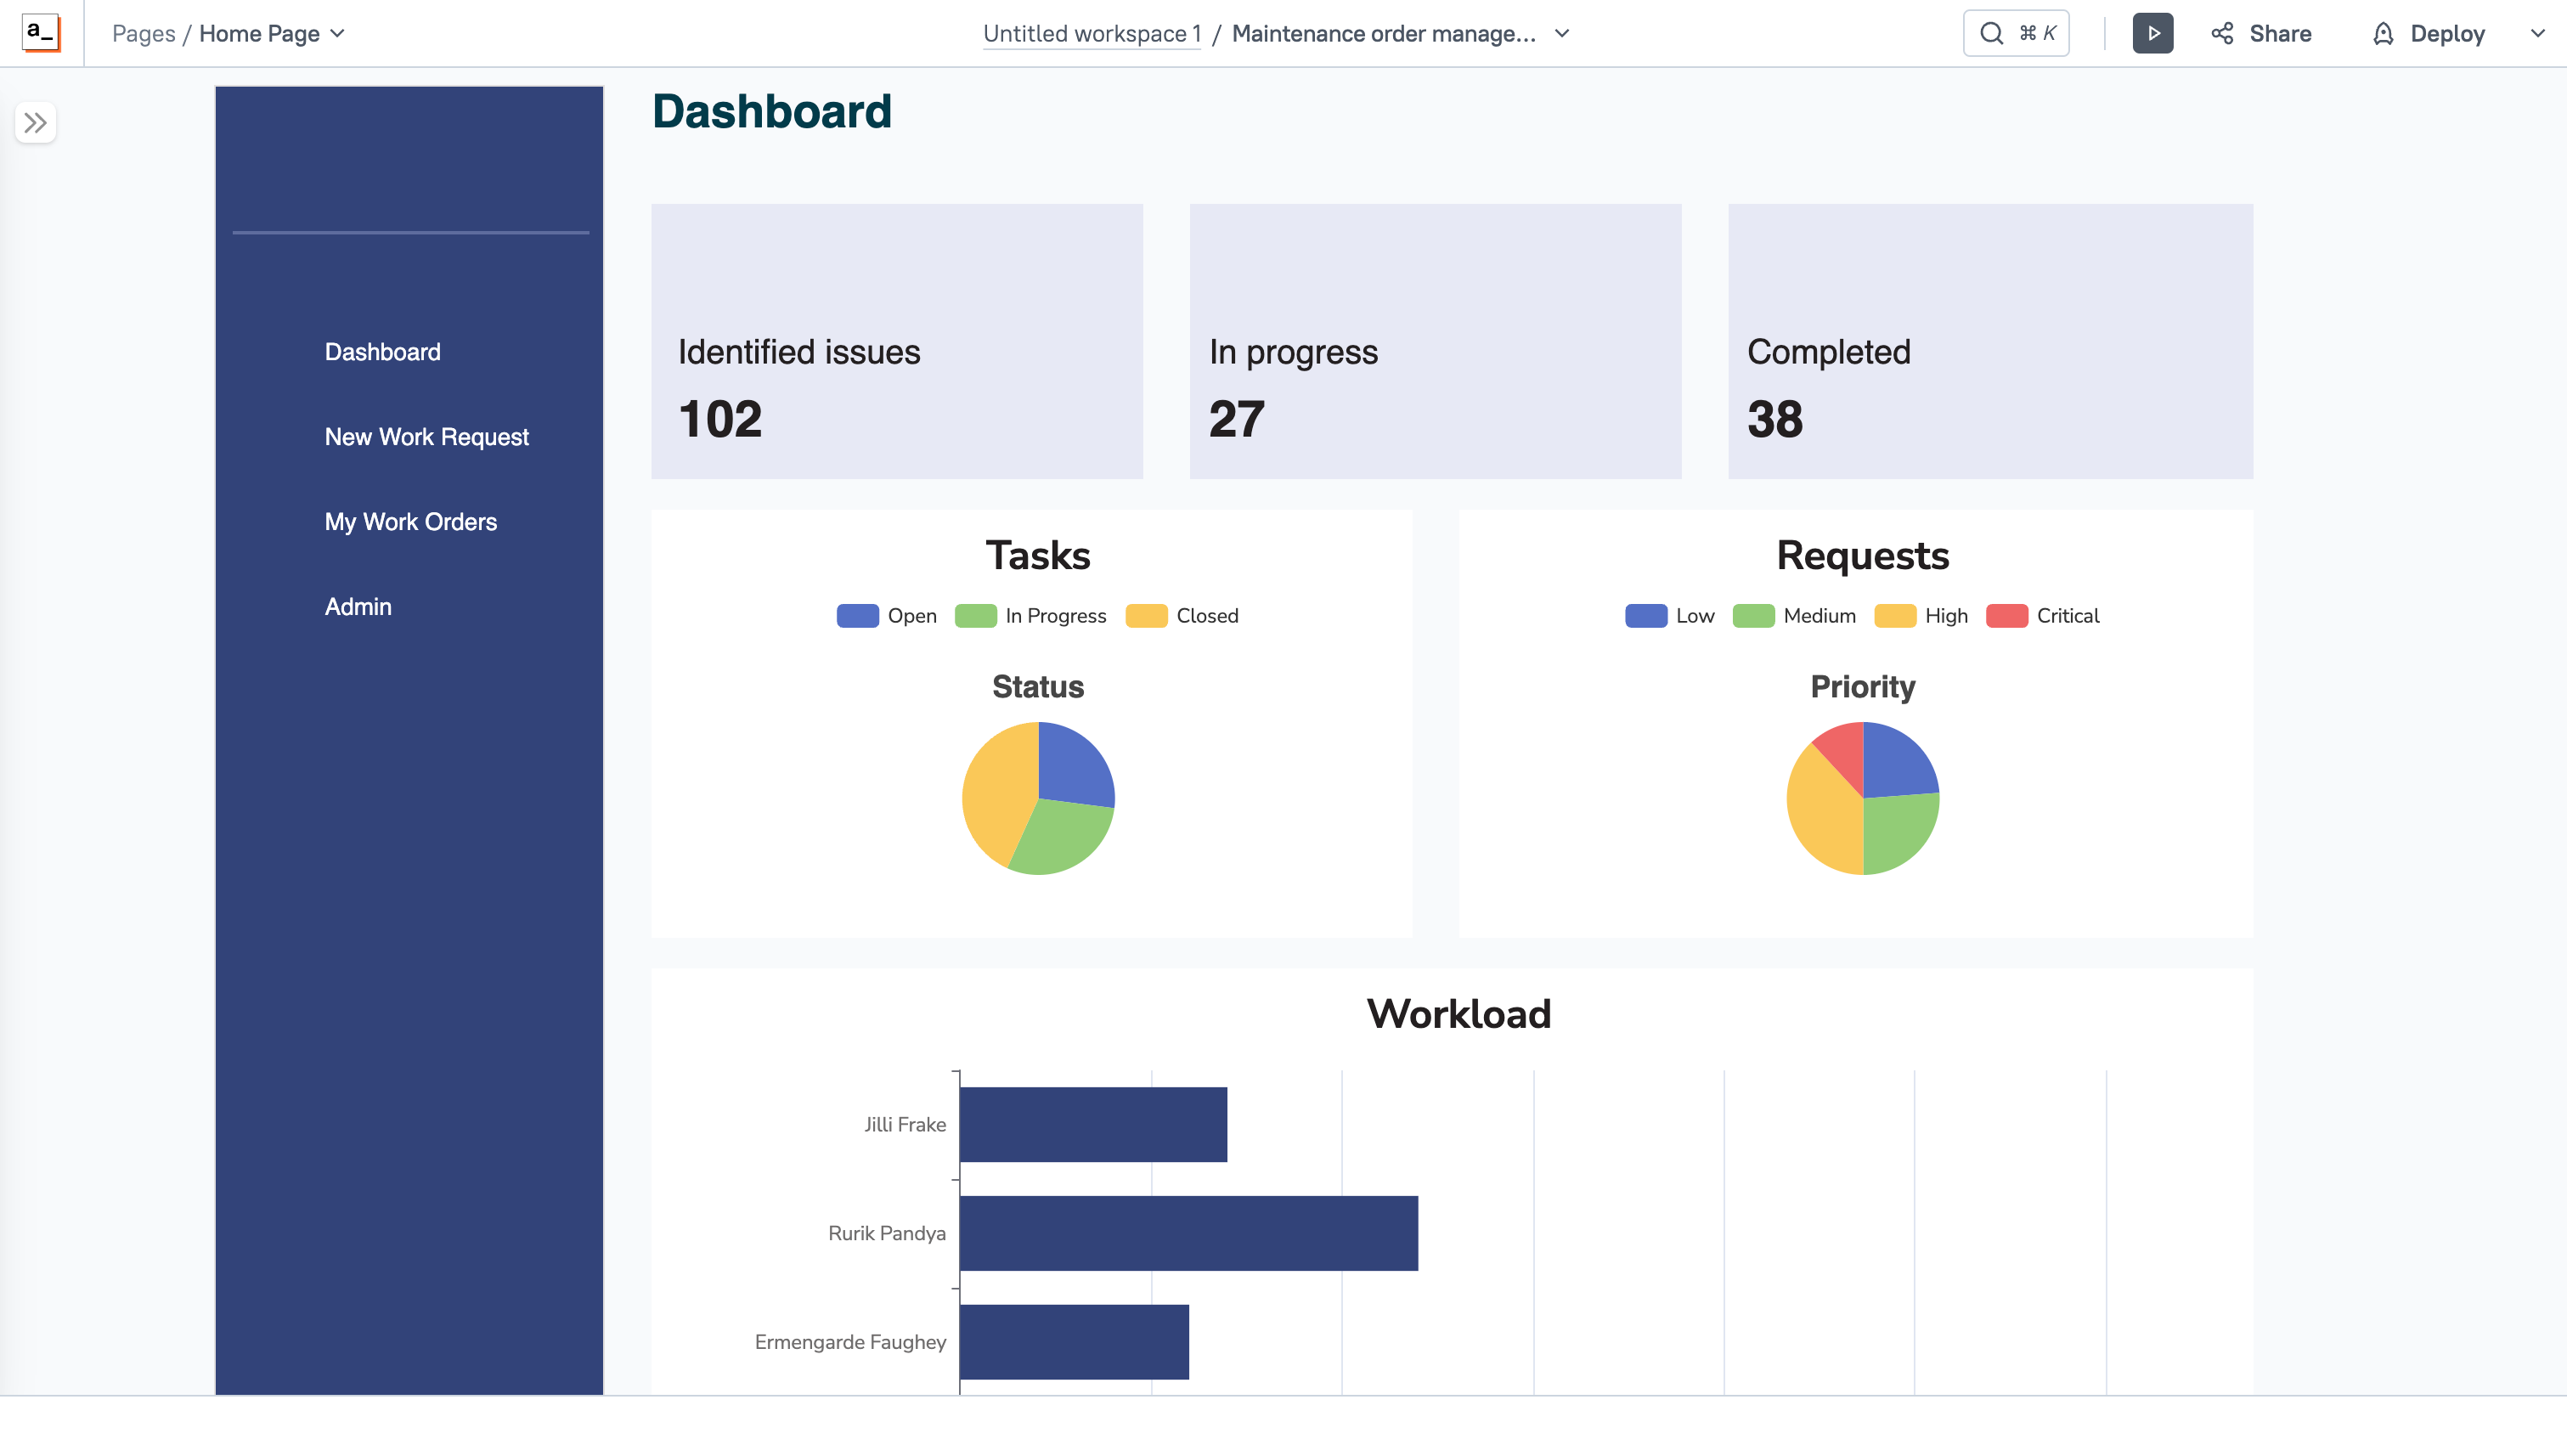 a_
Pages / Home Page
Untitled workspace 1 / Maintenance order manage...
⌘ K
Share
Deploy
Dashboard
New Work Request
My Work Orders
Admin
Dashboard
Identified issues
102
In progress
27
Completed
38
Tasks
Open In Progress Closed
Status
Requests
Low Medium High Critical
Priority
Workload
Jilli Frake
Rurik Pandya
Ermengarde Faughey